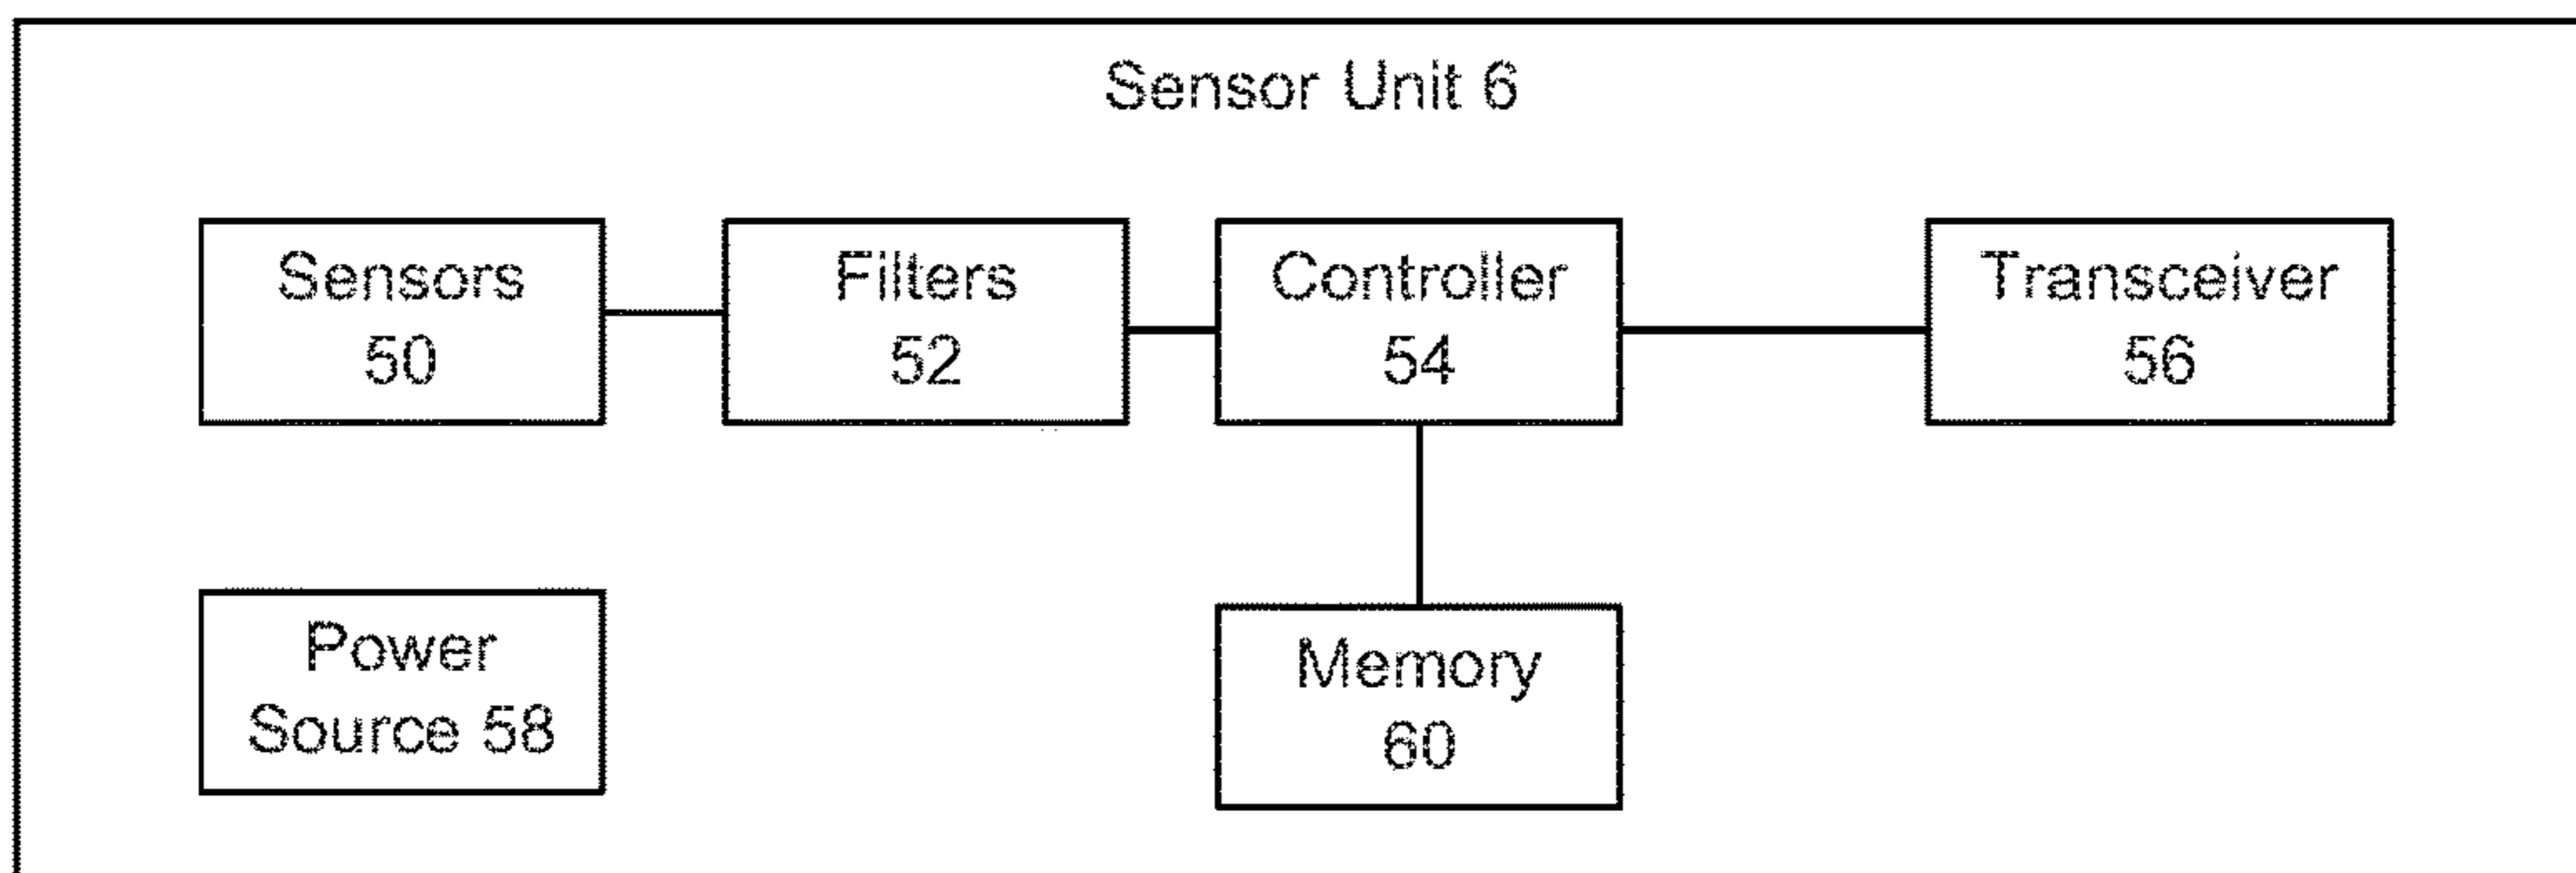 Sensor Unit 6
Sensors
50
Filters
52
Controller
54
Transceiver
56
Power
Source 58
Memory
60